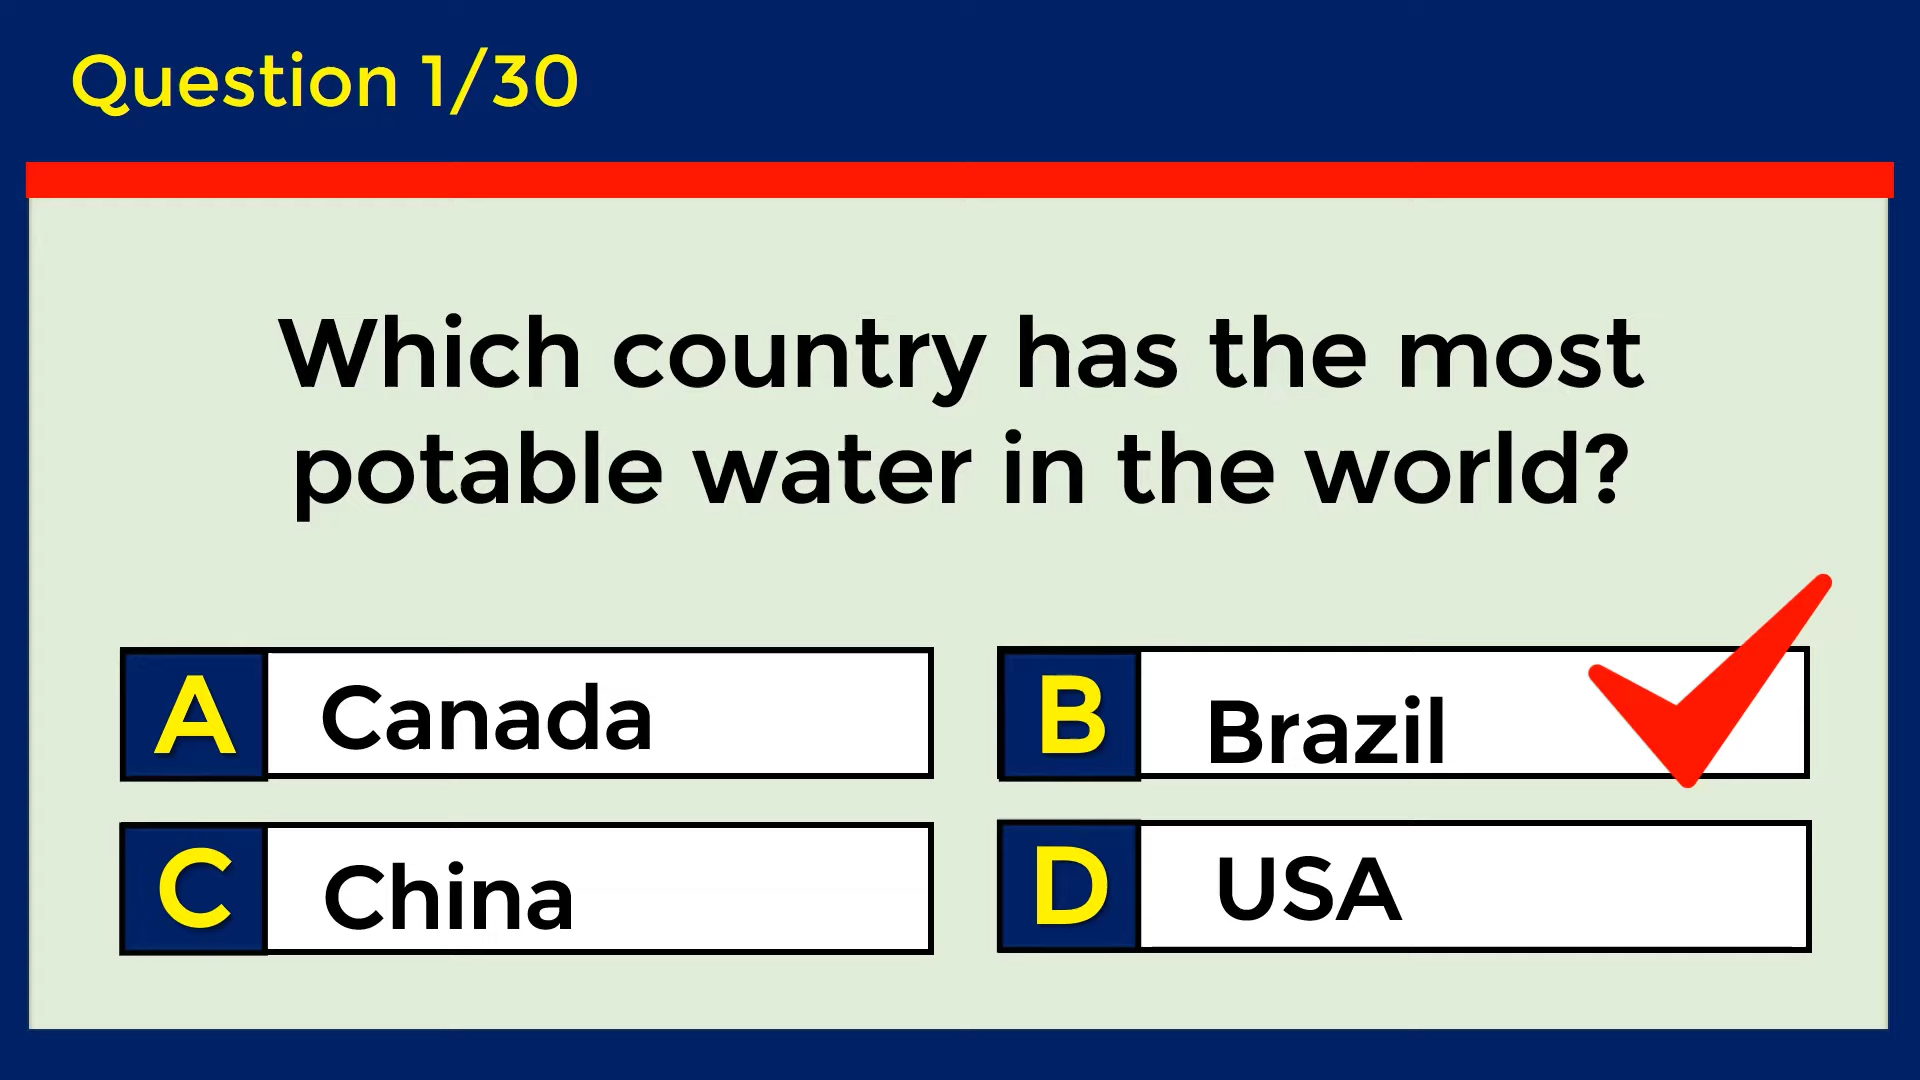 Question 1/30
Which country has the most
potable water in the world?
A Canada
B Brazil
C China
D USA